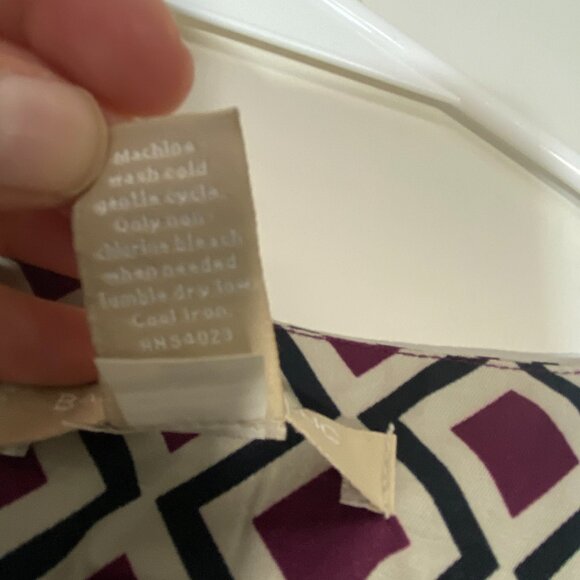 Machine
wash cold
gentle cycle.
Only non-
chlorine bleach
when needed
Tumble dry low
Cool Iron.
RN54023
B